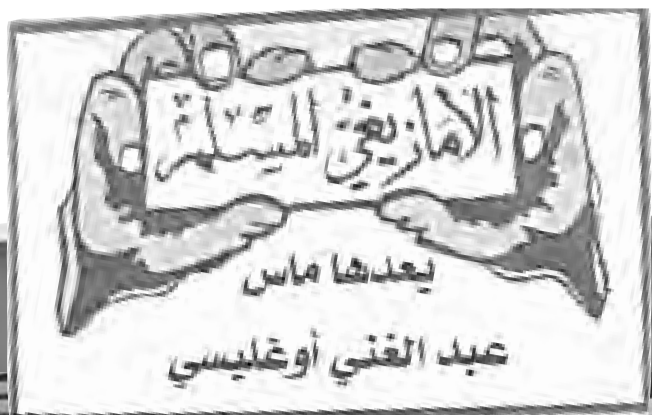 الأمازيغي المسلم
يعدها ماس
عبد الغني أوغليسي